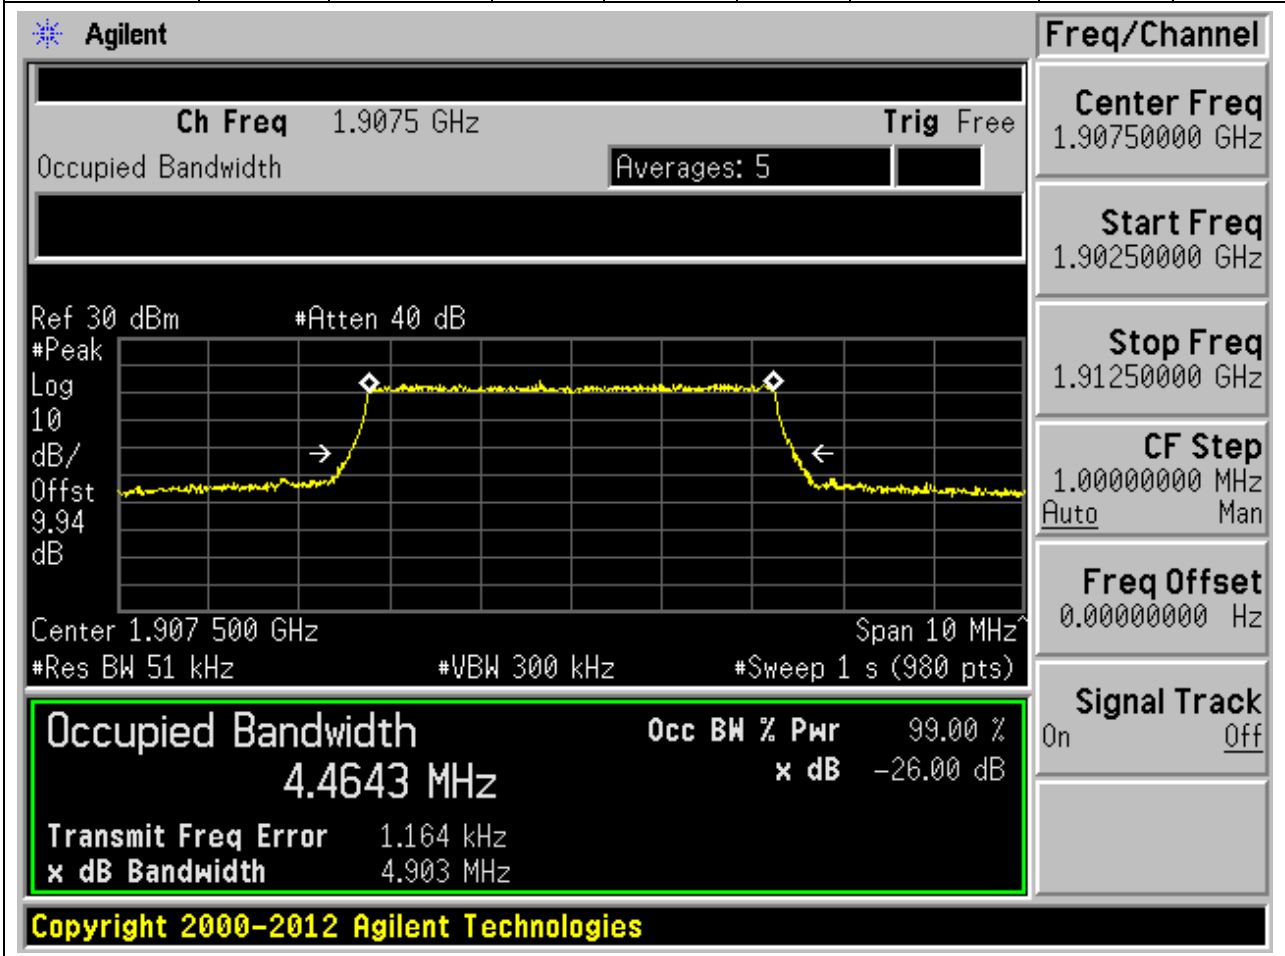 Agilent
Freq/Channel
Ch Freq 1.9075 GHz Trig Free
Occupied Bandwidth Averages: 5
Center Freq
1.90750000 GHz
Start Freq
1.90250000 GHz
Stop Freq
1.91250000 GHz
CF Step
1.00000000 MHz
Auto Man
Freq Offset
0.00000000 Hz
Signal Track
On Off
Ref 30 dBm #Atten 40 dB
#Peak
Log
10
dB/
Offst
9.94
dB
Center 1.907 500 GHz Span 10 MHz^
#Res BW 51 kHz #VBW 300 kHz #Sweep 1 s (980 pts)
Occupied Bandwidth
4.4643 MHz
Occ BW % Pwr 99.00 %
x dB -26.00 dB
Transmit Freq Error 1.164 kHz
x dB Bandwidth 4.903 MHz
Copyright 2000-2012 Agilent Technologies